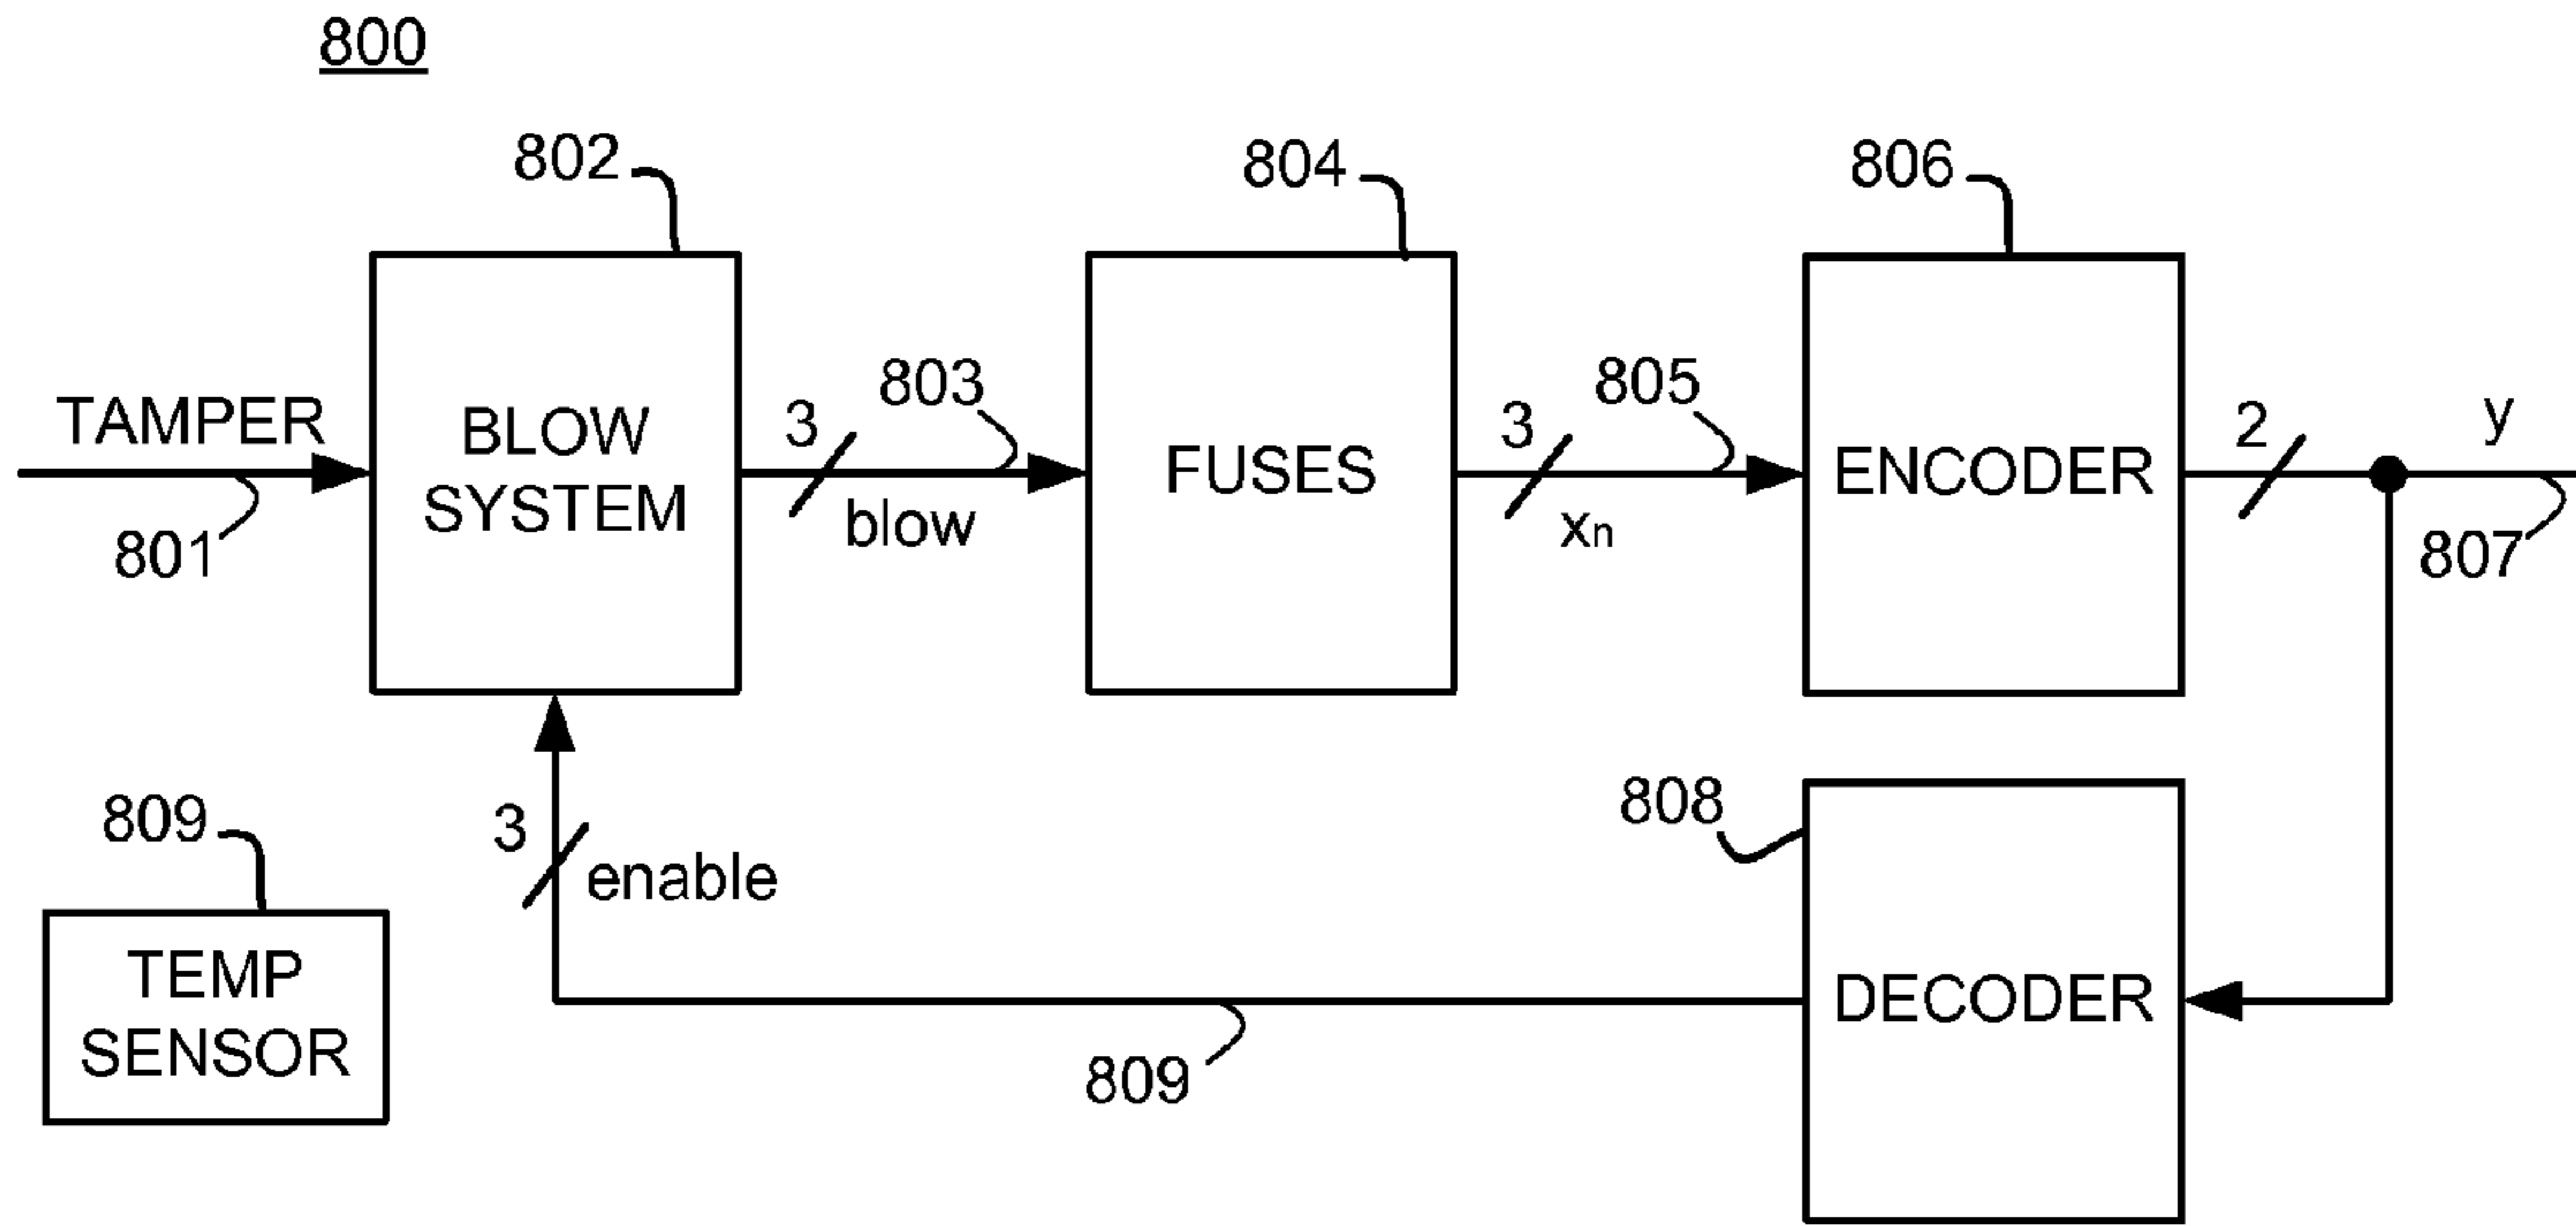 800
802
804
806
TAMPER
801
BLOW
SYSTEM
3
803
blow
FUSES
3
805
xn
ENCODER
2
y
807
809
TEMP
SENSOR
3
enable
809
808
DECODER